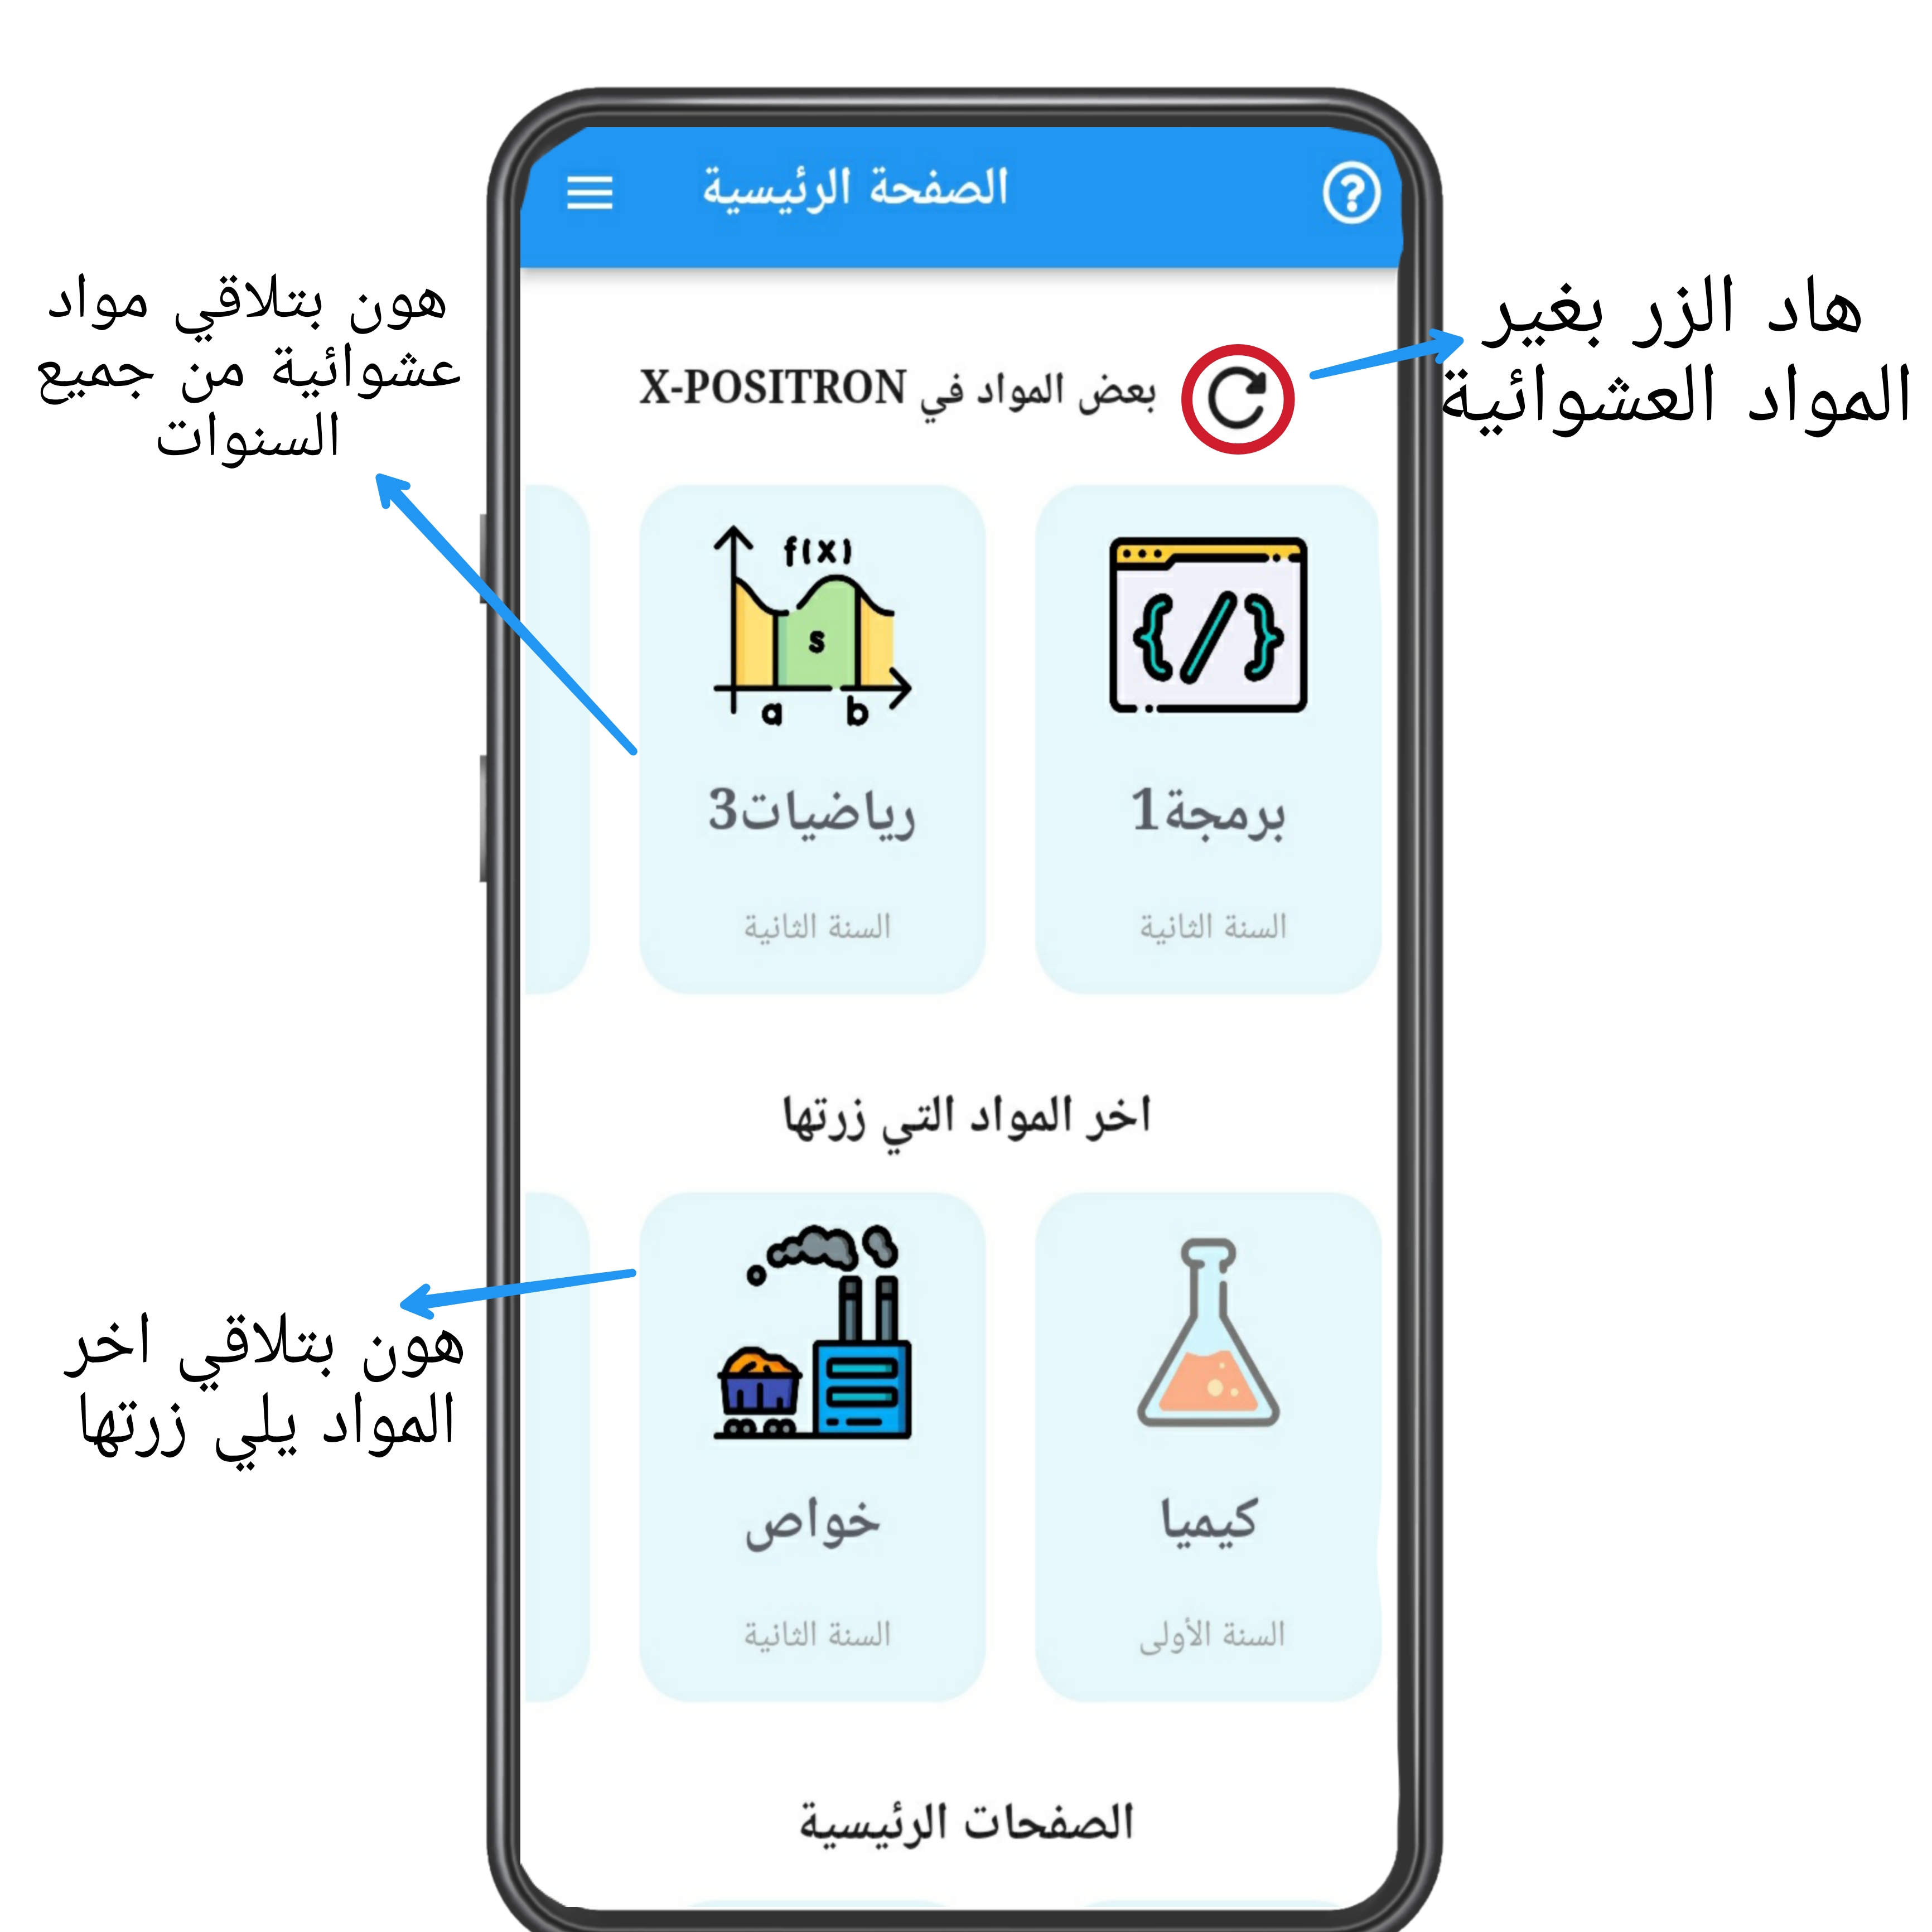 الصفحة الرئيسية
هاد الزر بغير
المواد العشوائية
هون بتلاقي مواد
عشوائية من جميع
السنوات
بعض المواد في X-POSITRON
f(x)
s
a b
برمجة1
رياضيات3
السنة الثانية
السنة الثانية
اخر المواد التي زرتها
هون بتلاقي اخر
المواد يلي زرتها
كيميا
خواص
السنة الأولى
السنة الثانية
الصفحات الرئيسية